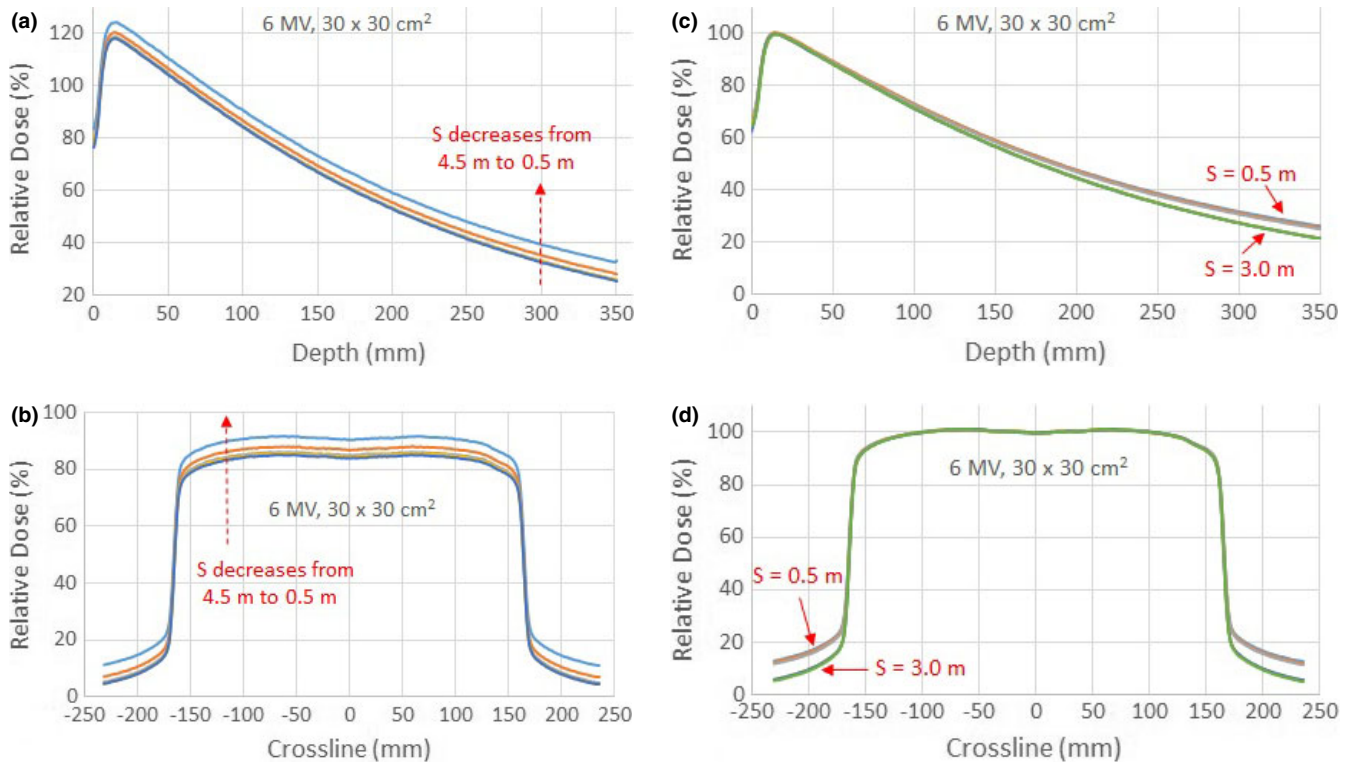 (a)
6 MV, 30 x 30 cm²
Relative Dose (%)
120
100
80
60
40
20
S decreases from
4.5 m to 0.5 m
0 50 100 150 200 250 300 350
Depth (mm)
(c)
6 MV, 30 x 30 cm²
Relative Dose (%)
100
80
60
40
20
0
S = 0.5 m
S = 3.0 m
0 50 100 150 200 250 300 350
Depth (mm)
(b)
Relative Dose (%)
100
80
60
40
20
0
6 MV, 30 x 30 cm²
S decreases from
4.5 m to 0.5 m
-250 -200 -150 -100 -50 0 50 100 150 200 250
Crossline (mm)
(d)
Relative Dose (%)
100
80
60
40
20
0
6 MV, 30 x 30 cm²
S = 0.5 m
S = 3.0 m
-250 -200 -150 -100 -50 0 50 100 150 200 250
Crossline (mm)